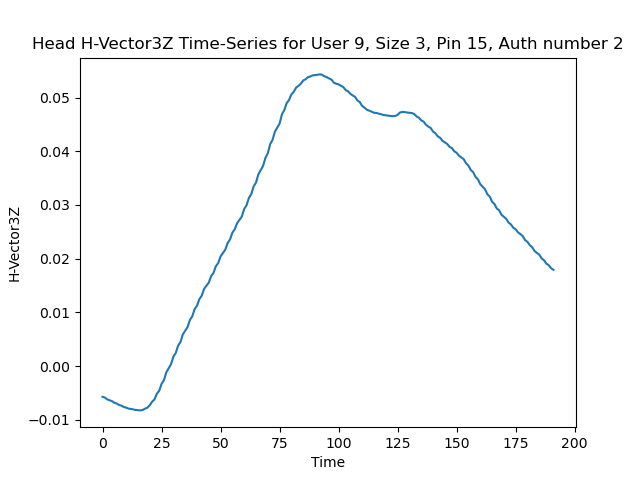 Head H-Vector3Z Time-Series for User 9, Size 3, Pin 15, Auth number 2
0.05
0.04
0.03
0.02
0.01
0.00
−0.01
H-Vector3Z
0 25 50 75 100 125 150 175 200
Time